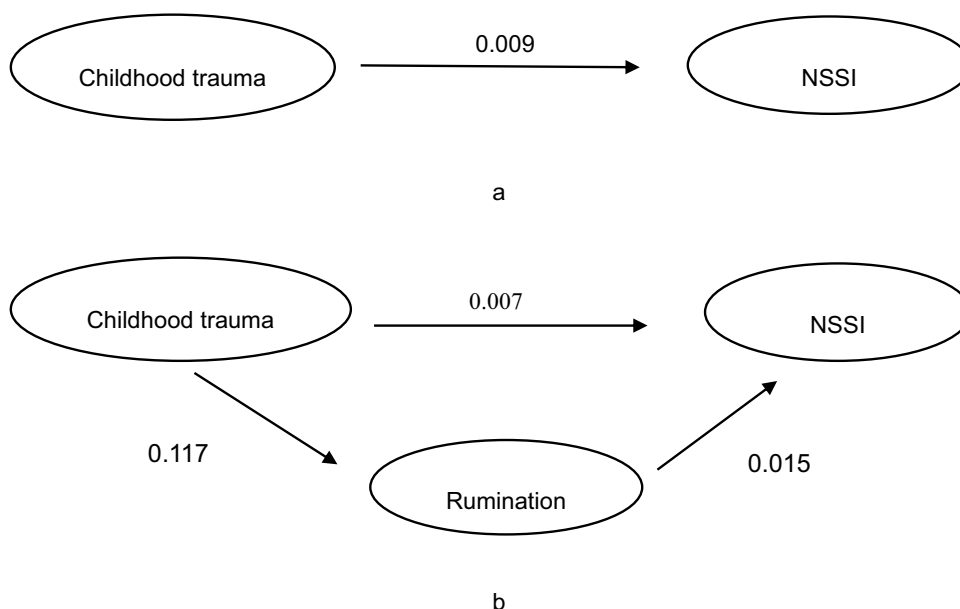 0.009
Childhood trauma
NSSI
a
0.007
Childhood trauma
NSSI
0.117
0.015
Rumination
b